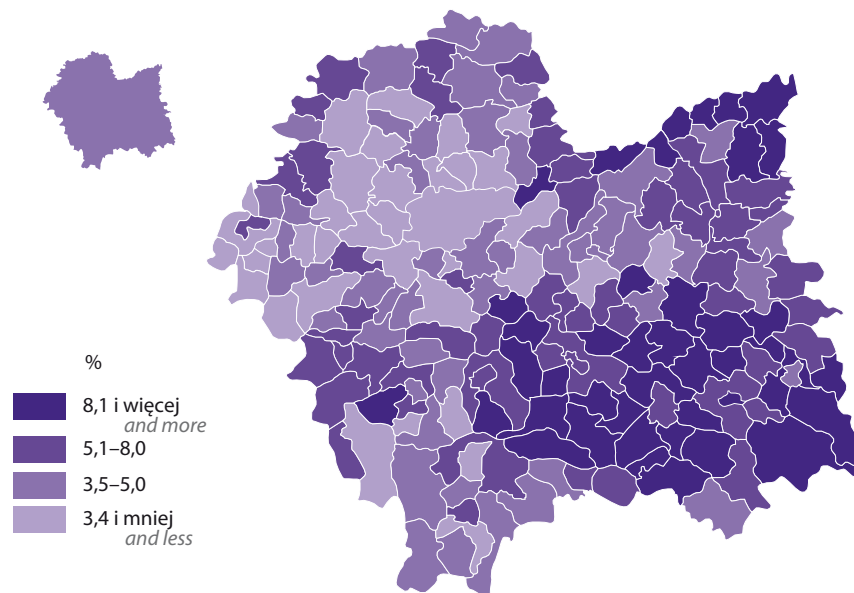 %
8,1 i więcej
and more
5,1–8,0
3,5–5,0
3,4 i mniej
and less